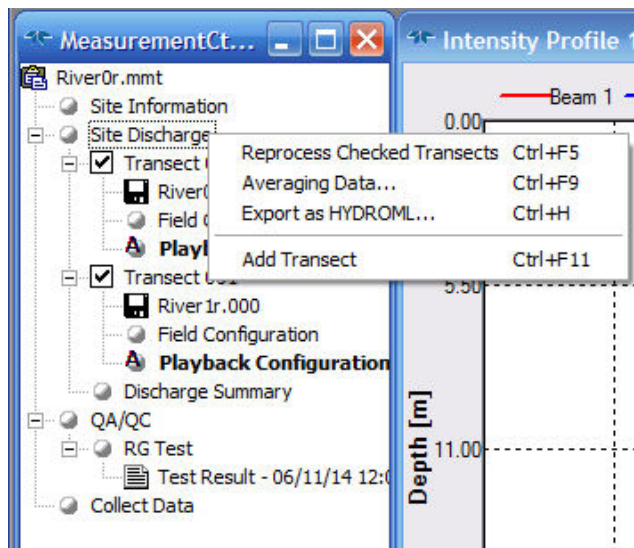 MeasurementCt...
Intensity Profile
River0r.mmt
Site Information
Site Discharge
Transect
River
Field
Playl
Transect 001
River1r.000
Field Configuration
Playback Configuration
Discharge Summary
QA/QC
RG Test
Test Result - 06/11/14 12:0
Collect Data
Reprocess Checked Transects Ctrl+F5
Averaging Data... Ctrl+F9
Export as HYDROML... Ctrl+H
Add Transect Ctrl+F11
Beam 1
0.00
5.50
11.00
Depth [m]